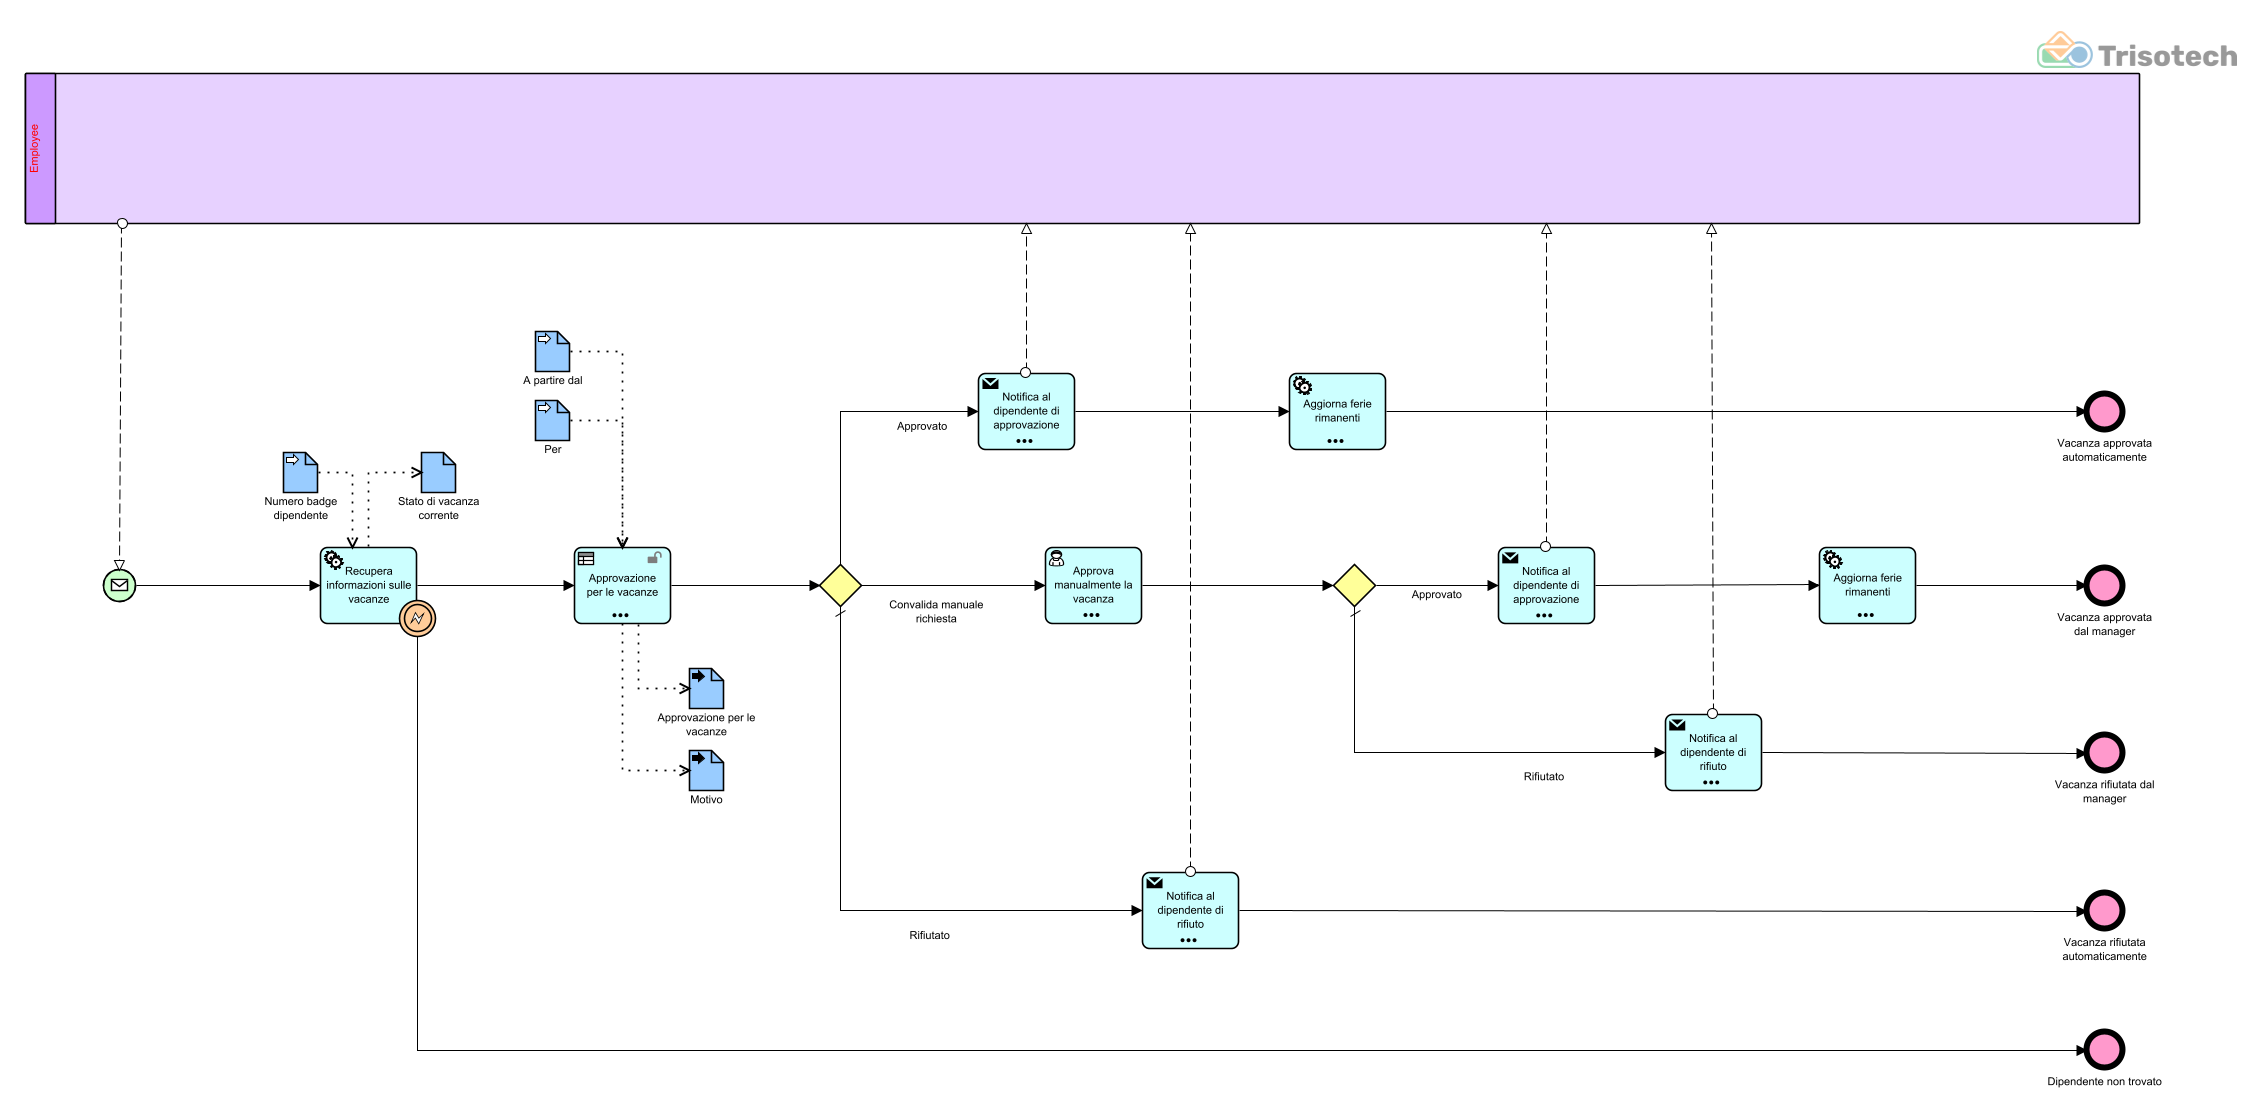 Trisotech
Employee
A partire dal
Per
Numero badge
dipendente
Stato di vacanza
corrente
Recupera
informazioni sulle
vacanze
Approvazione
per le vacanze
Approvazione per le
vacanze
Motivo
Approvato
Notifica al
dipendente di
approvazione
Aggiorna ferie
rimanenti
Vacanza approvata
automaticamente
Convalida manuale
richiesta
Approva
manualmente la
vacanza
Approvato
Notifica al
dipendente di
approvazione
Aggiorna ferie
rimanenti
Vacanza approvata
dal manager
Rifiutato
Notifica al
dipendente di
rifiuto
Vacanza rifiutata dal
manager
Rifiutato
Notifica al
dipendente di
rifiuto
Vacanza rifiutata
automaticamente
Dipendente non trovato